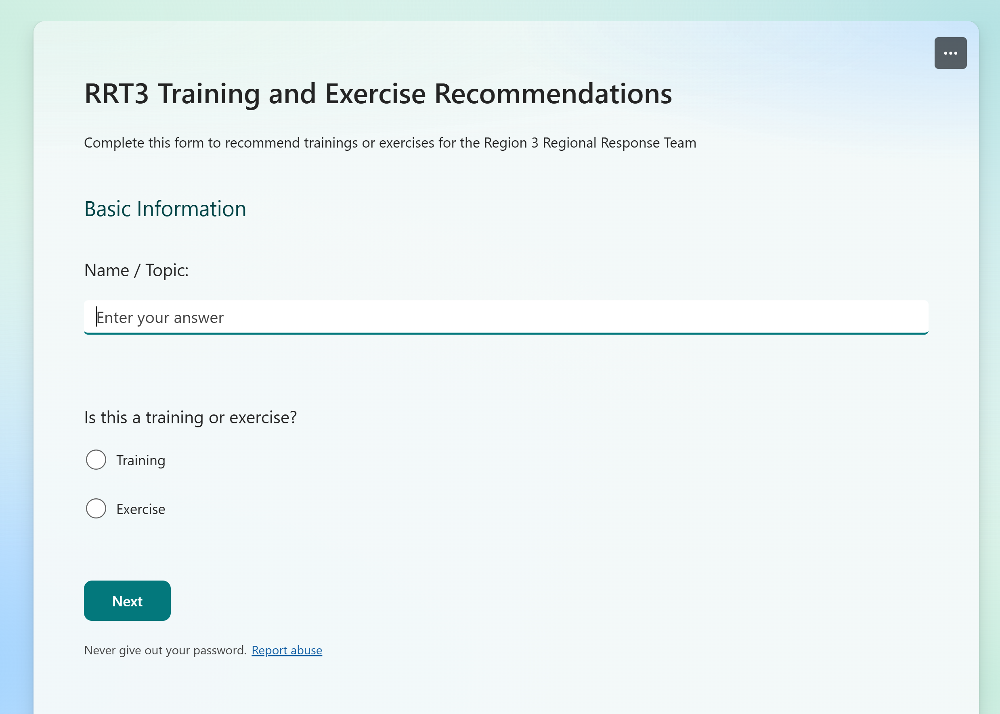 RRT3 Training and Exercise Recommendations
Complete this form to recommend trainings or exercises for the Region 3 Regional Response Team
Basic Information
Name / Topic:
Enter your answer
Is this a training or exercise?
Training
Exercise
Next
Never give out your password. Report abuse